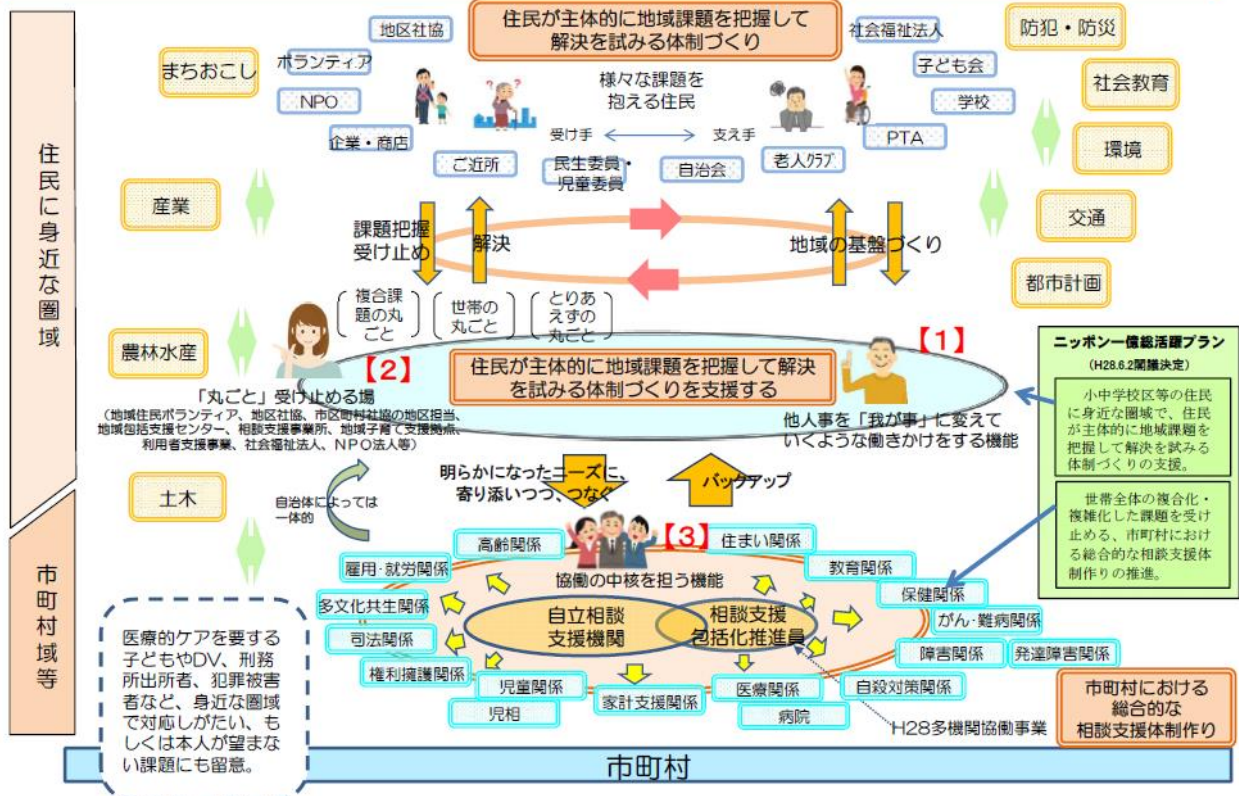 住民が主体的に地域課題を把握して
解決を試みる体制づくり
地区社協
社会福祉法人
防犯・防災
まちおこし
ボランティア
子ども会
社会教育
NPO
様々な課題を
抱える住民
学校
企業・商店
受け手
支え手
PTA
環境
ご近所
民生委員・
児童委員
自治会
老人クラブ
住民に身近な圏域
産業
交通
課題把握
受け止め
解決
地域の基盤づくり
都市計画
複合課
題の丸
ごと
世帯の
丸ごと
とりあ
えずの
丸ごと
農林水産
【2】
住民が主体的に地域課題を把握して解決
を試みる体制づくりを支援する
【1】
ニッポン一億総活躍プラン
(H28.6.2閣議決定)
小中学校区等の住民
に身近な圏域で、住民
が主体的に地域課題を
把握して解決を試みる
体制づくりの支援。
世帯全体の複合化・
複雑化した課題を受け
止める、市町村におけ
る総合的な相談支援体
制作りの推進。
「丸ごと」受け止める場
(地域住民ボランティア、地区社協、市区町村社協の地区担当、
地域包括支援センター、相談支援事業所、地域子育て支援拠点、
利用者支援事業、社会福祉法人、NPO法人等)
他人事を「我が事」に変えて
いくような働きかけをする機能
明らかになったニーズに、
寄り添いつつ、つなぐ
バックアップ
土木
自治体によっては
一体的
市町村域等
【3】
高齢関係
住まい関係
雇用・就労関係
協働の中核を担う機能
教育関係
多文化共生関係
保健関係
自立相談
支援機関
相談支援
包括化推進員
司法関係
がん・難病関係
権利擁護関係
障害関係
発達障害関係
児童関係
医療関係
自殺対策関係
児相
家計支援関係
病院
H28多機関協働事業
医療的ケアを要する
子どもやDV、刑務
所出所者、犯罪被害
者など、身近な圏域
で対応しがたい、も
しくは本人が望まな
い課題にも留意。
市町村における
総合的な
相談支援体制作り
市町村